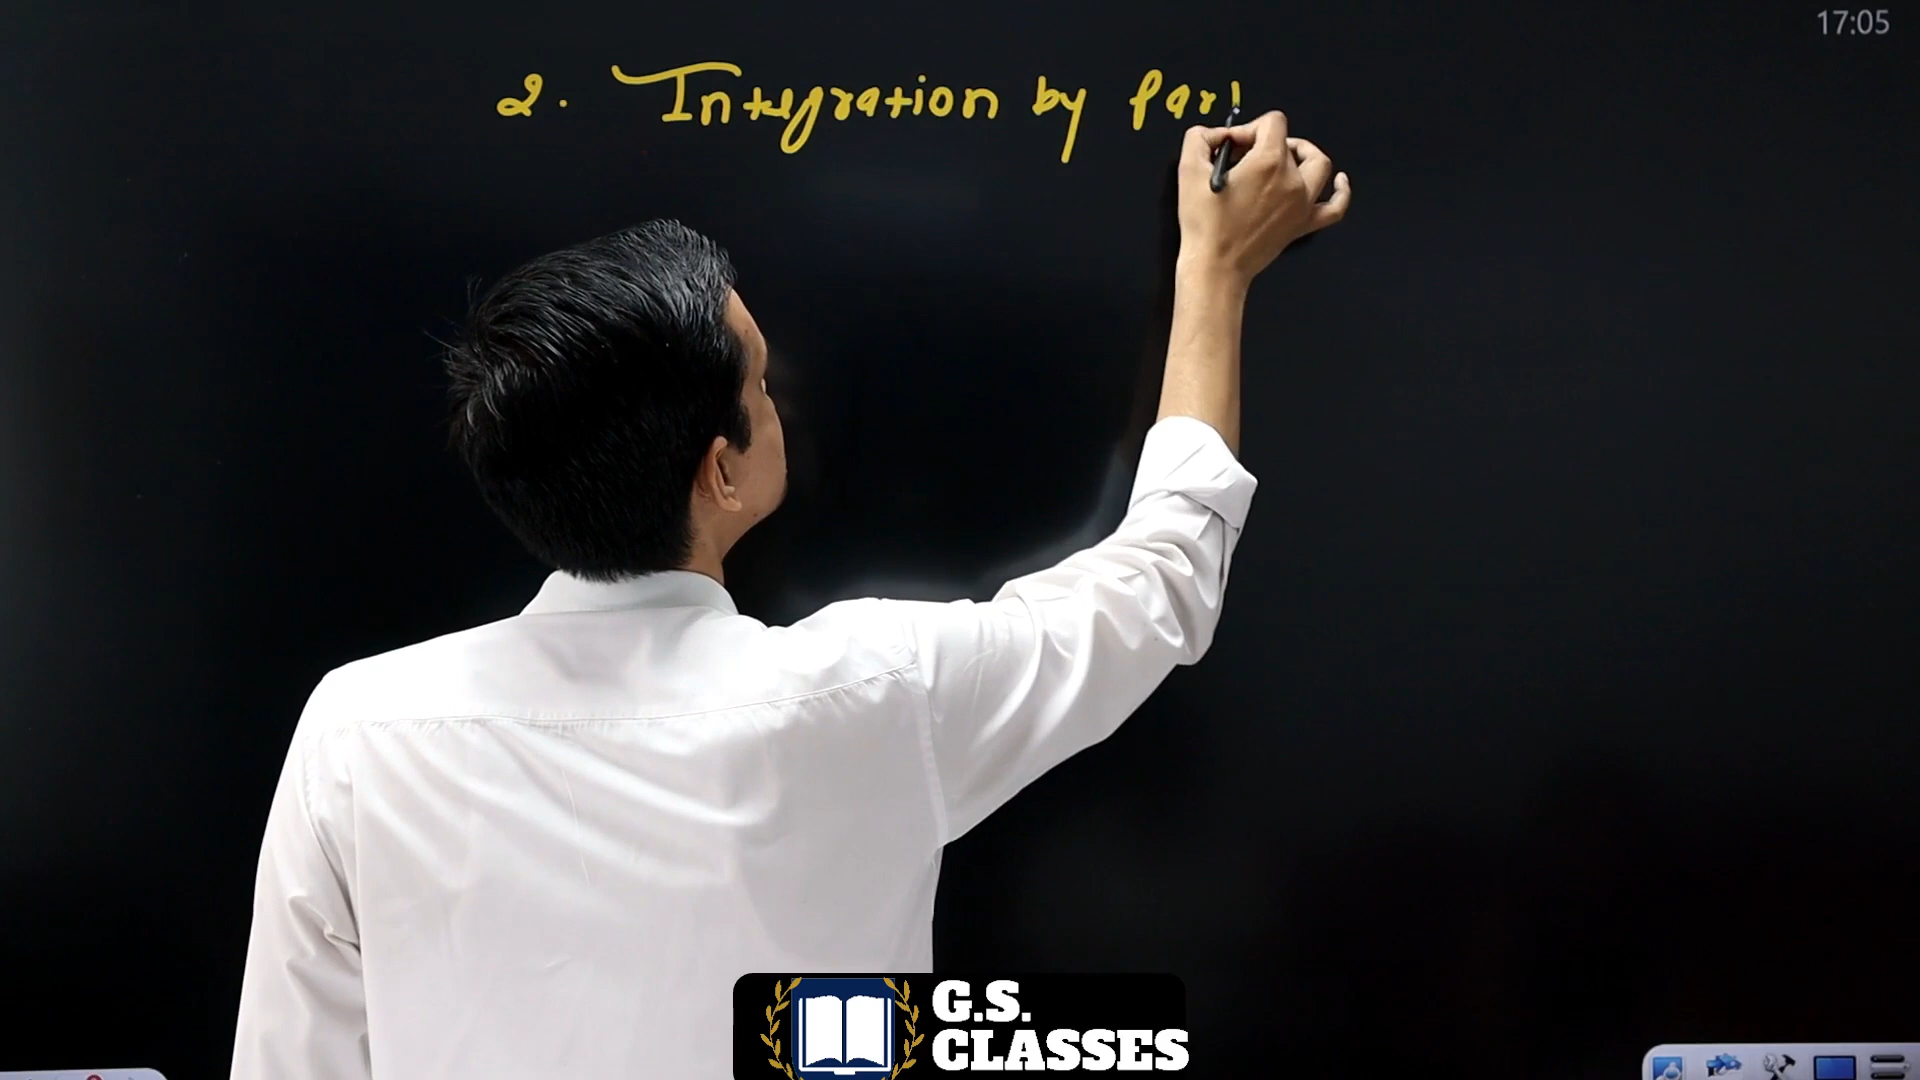 17:05
2. Integration by Par
G.S.
CLASSES